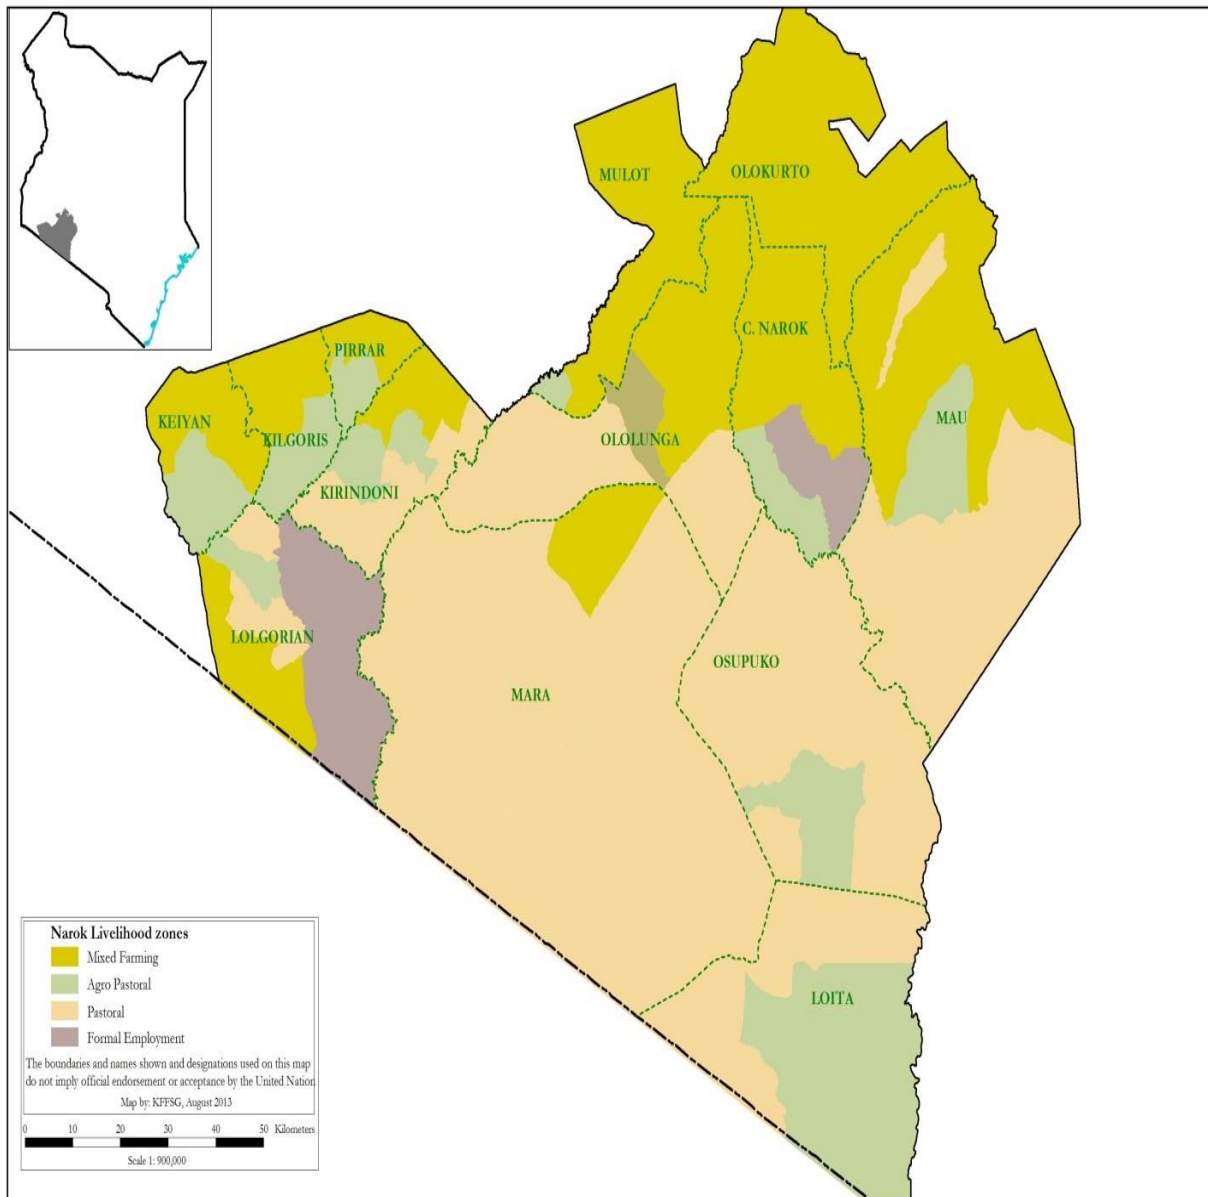 MULOT
OLOKURTO
C. NAROK
PIRRAR
KEIYAN
KILGORIS
OLOLUNGA
MAU
KIRINDONI
LOLGORIAN
OSUPUKO
MARA
LOITA
Narok Livelihood zones
Mixed Farming
Agro Pastoral
Pastoral
Formal Employment
The boundaries and names shown and designations used on this map
do not imply official endorsement or acceptance by the United Nation
Map by: KFFSG, August 2013
0 10 20 30 40 50 Kilometers
Scale 1: 900,000